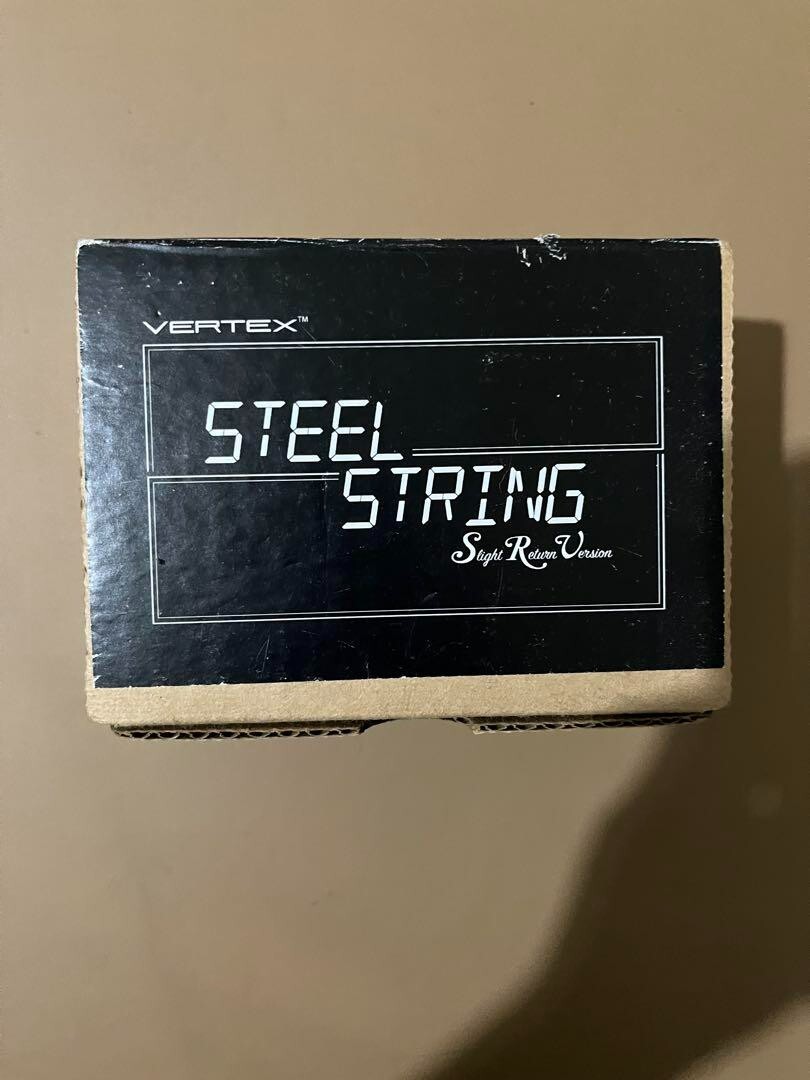 VERTEX™
STEEL
STRING
Slight Return Version